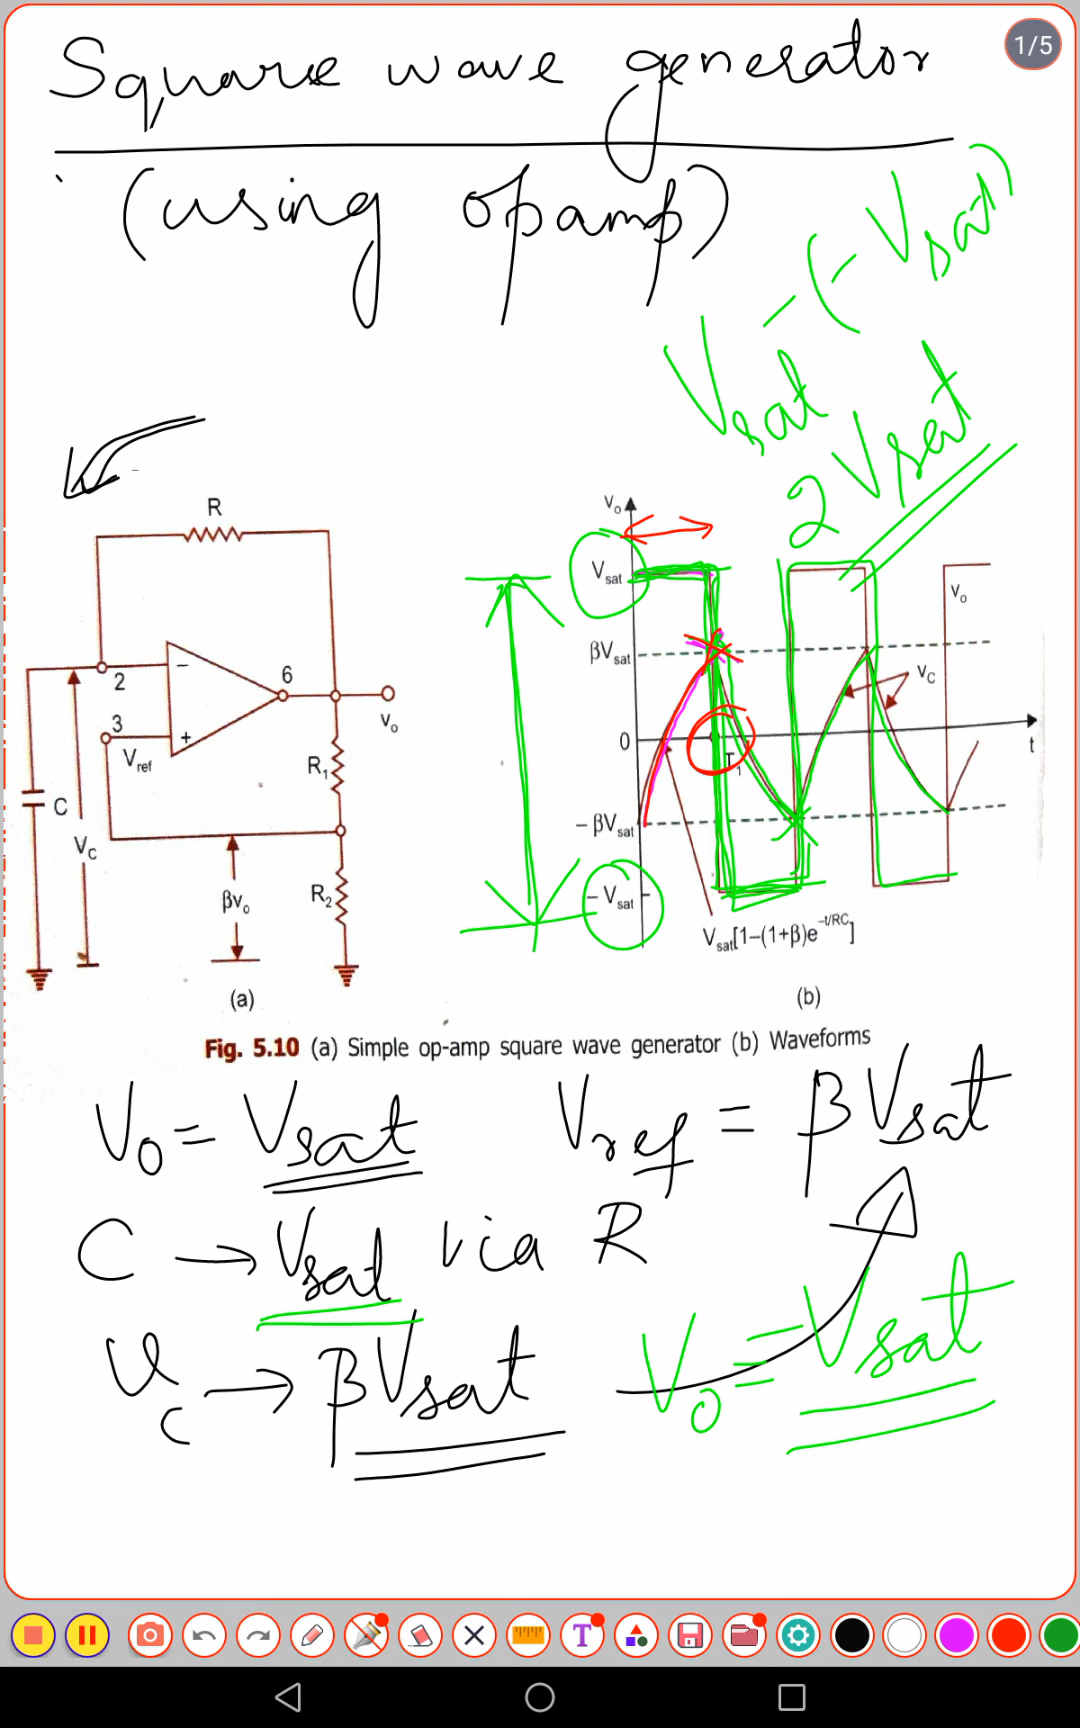 1/5
Square wave generator
(using opamp)
Vsat - (-Vsat)
2Vsat
R
2
3
Vref
−
+
6
vo
R1
R2
C
Vc
βvo
(a)
Vo
Vsat
βVsat
0
−βVsat
−Vsat
T1
vo
vC
t
Vsat[1−(1+β)e−t/RC]
(b)
Fig. 5.10 (a) Simple op-amp square wave generator (b) Waveforms
Vo = Vsat Vref = βVsat
C → Vsat via R
Vc → βVsat Vo = Vsat
T